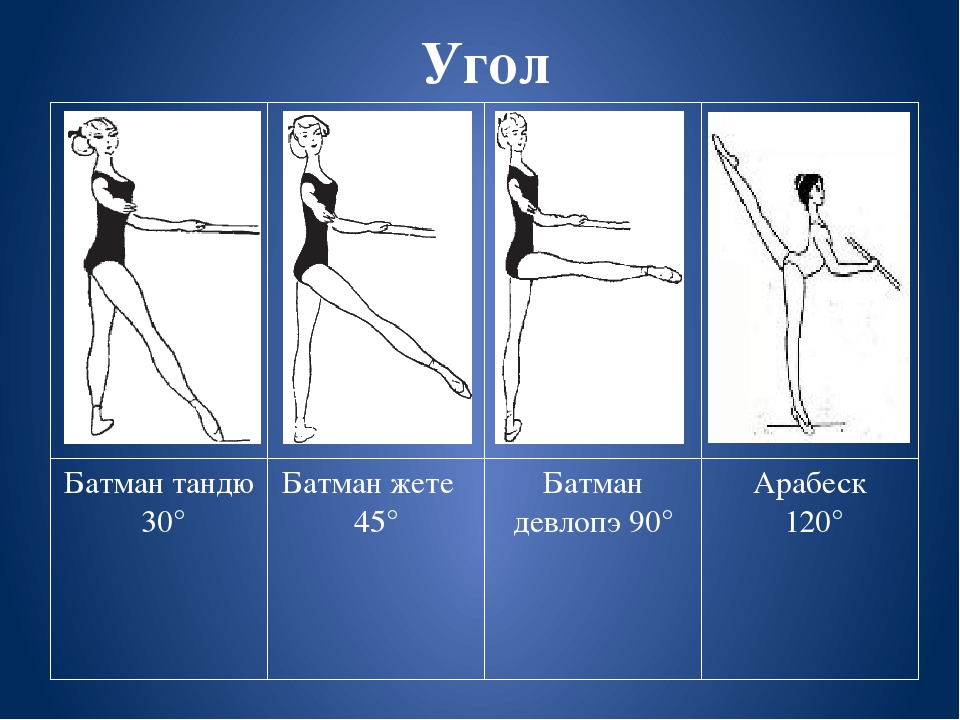 Угол
Батман тандю
30°
Батман жете
45°
Батман
девлопэ 90°
Арабеск
120°